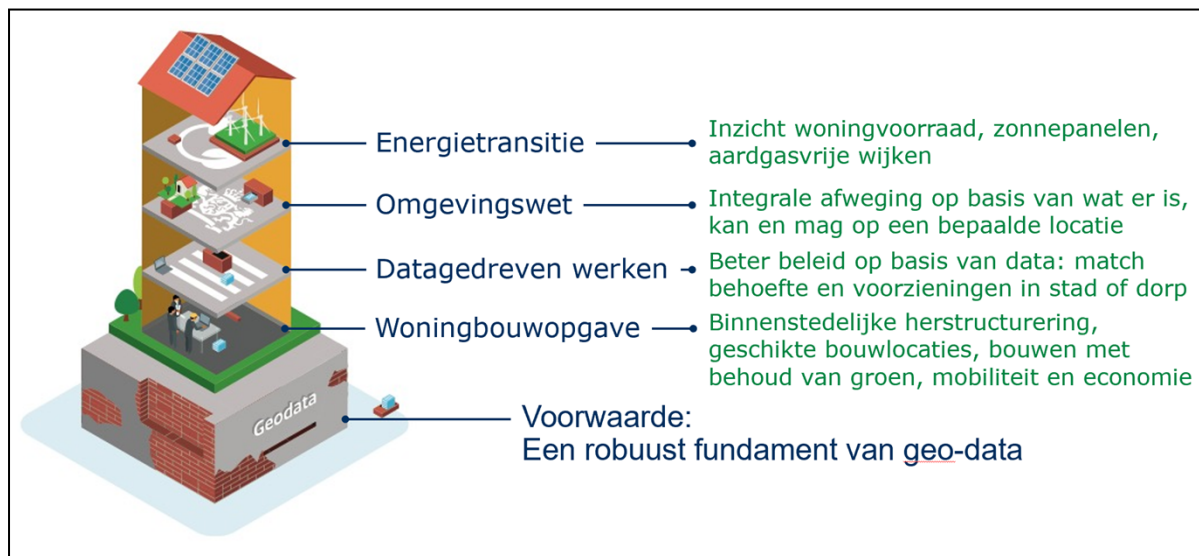 Energietransitie
Inzicht woningvoorraad, zonnepanelen,
aardgasvrije wijken
Omgevingswet
Integrale afweging op basis van wat er is,
kan en mag op een bepaalde locatie
Datagedreven werken
Beter beleid op basis van data: match
behoefte en voorzieningen in stad of dorp
Woningbouwopgave
Binnenstedelijke herstructurering,
geschikte bouwlocaties, bouwen met
behoud van groen, mobiliteit en economie
Geodata
Voorwaarde:
Een robuust fundament van geo-data